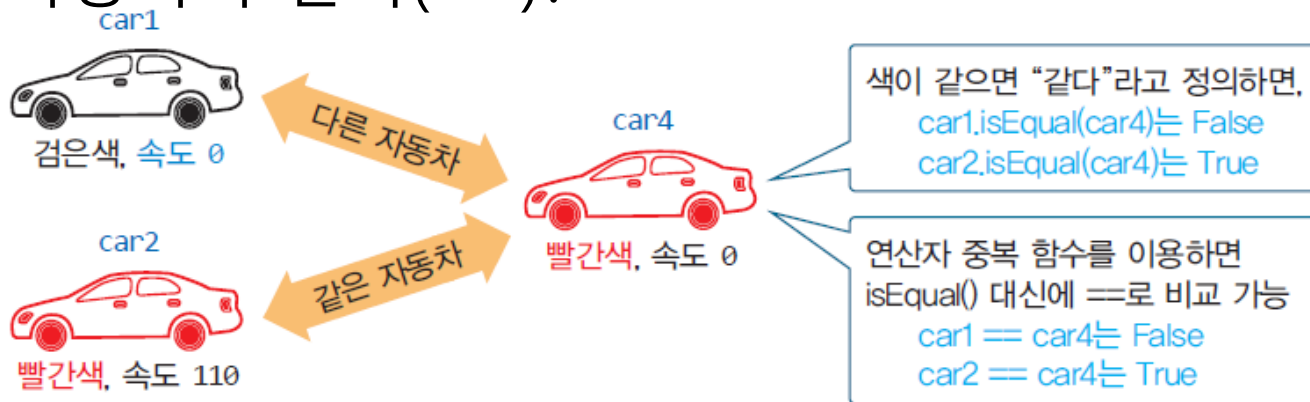 car1
검은색, 속도 0
다른 자동차
car2
빨간색, 속도 110
같은 자동차
car4
빨간색, 속도 0
색이 같으면 “같다”라고 정의하면,
car1.isEqual(car4)는 False
car2.isEqual(car4)는 True
연산자 중복 함수를 이용하면
isEqual() 대신에 ==로 비교 가능
car1 == car4는 False
car2 == car4는 True